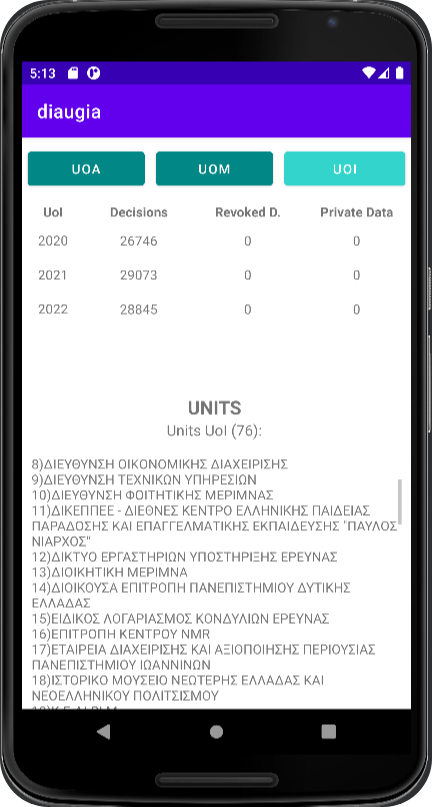 5:13
diaugia
UOA UOM UOI
UoI Decisions Revoked D. Private Data
2020 26746 0 0
2021 29073 0 0
2022 28845 0 0
UNITS
Units UoI (76):
8)ΔΙΕΥΘΥΝΣΗ ΟΙΚΟΝΟΜΙΚΗΣ ΔΙΑΧΕΙΡΙΣΗΣ
9)ΔΙΕΥΘΥΝΣΗ ΤΕΧΝΙΚΩΝ ΥΠΗΡΕΣΙΩΝ
10)ΔΙΕΥΘΥΝΣΗ ΦΟΙΤΗΤΙΚΗΣ ΜΕΡΙΜΝΑΣ
11)ΔΙΚΕΠΠΕΕ - ΔΙΕΘΝΕΣ ΚΕΝΤΡΟ ΕΛΛΗΝΙΚΗΣ ΠΑΙΔΕΙΑΣ
ΠΑΡΑΔΟΣΗΣ ΚΑΙ ΕΠΑΓΓΕΛΜΑΤΙΚΗΣ ΕΚΠΑΙΔΕΥΣΗΣ "ΠΑΥΛΟΣ
ΝΙΑΡΧΟΣ"
12)ΔΙΚΤΥΟ ΕΡΓΑΣΤΗΡΙΩΝ ΥΠΟΣΤΗΡΙΞΗΣ ΕΡΕΥΝΑΣ
13)ΔΙΟΙΚΗΤΙΚΗ ΜΕΡΙΜΝΑ
14)ΔΙΟΙΚΟΥΣΑ ΕΠΙΤΡΟΠΗ ΠΑΝΕΠΙΣΤΗΜΙΟΥ ΔΥΤΙΚΗΣ
ΕΛΛΑΔΑΣ
15)ΕΙΔΙΚΟΣ ΛΟΓΑΡΙΑΣΜΟΣ ΚΟΝΔΥΛΙΩΝ ΕΡΕΥΝΑΣ
16)ΕΠΙΤΡΟΠΗ ΚΕΝΤΡΟΥ NMR
17)ΕΤΑΙΡΕΙΑ ΔΙΑΧΕΙΡΙΣΗΣ ΚΑΙ ΑΞΙΟΠΟΙΗΣΗΣ ΠΕΡΙΟΥΣΙΑΣ
ΠΑΝΕΠΙΣΤΗΜΙΟΥ ΙΩΑΝΝΙΝΩΝ
18)ΙΣΤΟΡΙΚΟ ΜΟΥΣΕΙΟ ΝΕΩΤΕΡΗΣ ΕΛΛΑΔΑΣ ΚΑΙ
ΝΕΟΕΛΛΗΝΙΚΟΥ ΠΟΛΙΤΣΙΣΜΟΥ